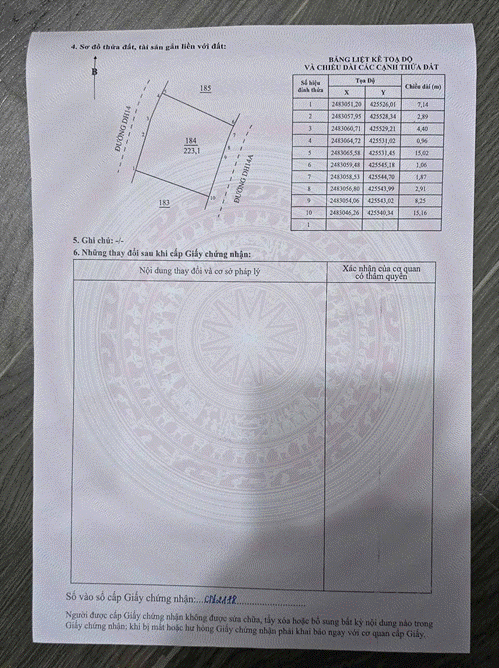 4. Sơ đồ thửa đất, tài sản gắn liền với đất:
B
185
ĐƯỜNG DH14
184
223,1
ĐƯỜNG DH14A
10
183
BẢNG LIỆT KÊ TOẠ ĐỘ
VÀ CHIỀU DÀI CÁC CẠNH THỬA ĐẤT
Số hiệu đỉnh thửa Toạ Độ Chiều dài (m)
X Y
1 2483051,20 425526,01 7,14
2 2483057,95 425528,34 2,89
3 2483060,71 425529,21 4,40
4 2483064,72 425531,02 0,96
5 2483065,58 425531,45 15,02
6 2483059,48 425545,18 1,06
7 2483058,53 425544,70 1,87
8 2483056,80 425543,99 2,91
9 2483054,06 425543,02 8,25
10 2483046,26 425540,34 15,16
1
5. Ghi chú: -/-
6. Những thay đổi sau khi cấp Giấy chứng nhận:
Nội dung thay đổi và cơ sở pháp lý
Xác nhận của cơ quan
có thẩm quyền
Số vào sổ cấp Giấy chứng nhận:
Người được cấp Giấy chứng nhận không được sửa chữa, tẩy xóa hoặc bổ sung bất kỳ nội dung nào trong
Giấy chứng nhận; khi bị mất hoặc hư hỏng Giấy chứng nhận phải khai báo ngay với cơ quan cấp Giấy.